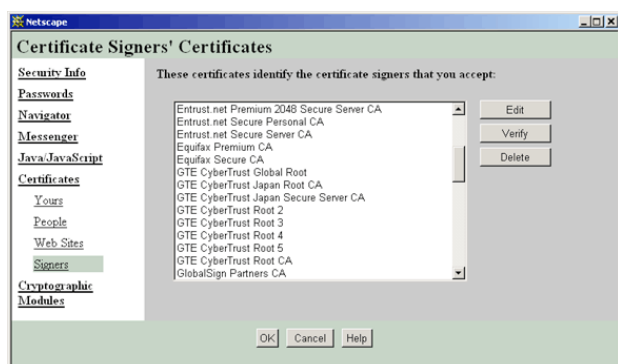 Netscape
Certificate Signers' Certificates
Security Info
Passwords
Navigator
Messenger
Java/JavaScript
Certificates
Yours
People
Web Sites
Signers
Cryptographic
Modules
These certificates identify the certificate signers that you accept:
Entrust.net Premium 2048 Secure Server CA
Entrust.net Secure Personal CA
Entrust.net Secure Server CA
Equifax Premium CA
Equifax Secure CA
GTE CyberTrust Global Root
GTE CyberTrust Japan Root CA
GTE CyberTrust Japan Secure Server CA
GTE CyberTrust Root 2
GTE CyberTrust Root 3
GTE CyberTrust Root 4
GTE CyberTrust Root 5
GTE CyberTrust Root CA
GlobalSign Partners CA
Edit
Verify
Delete
OK Cancel Help